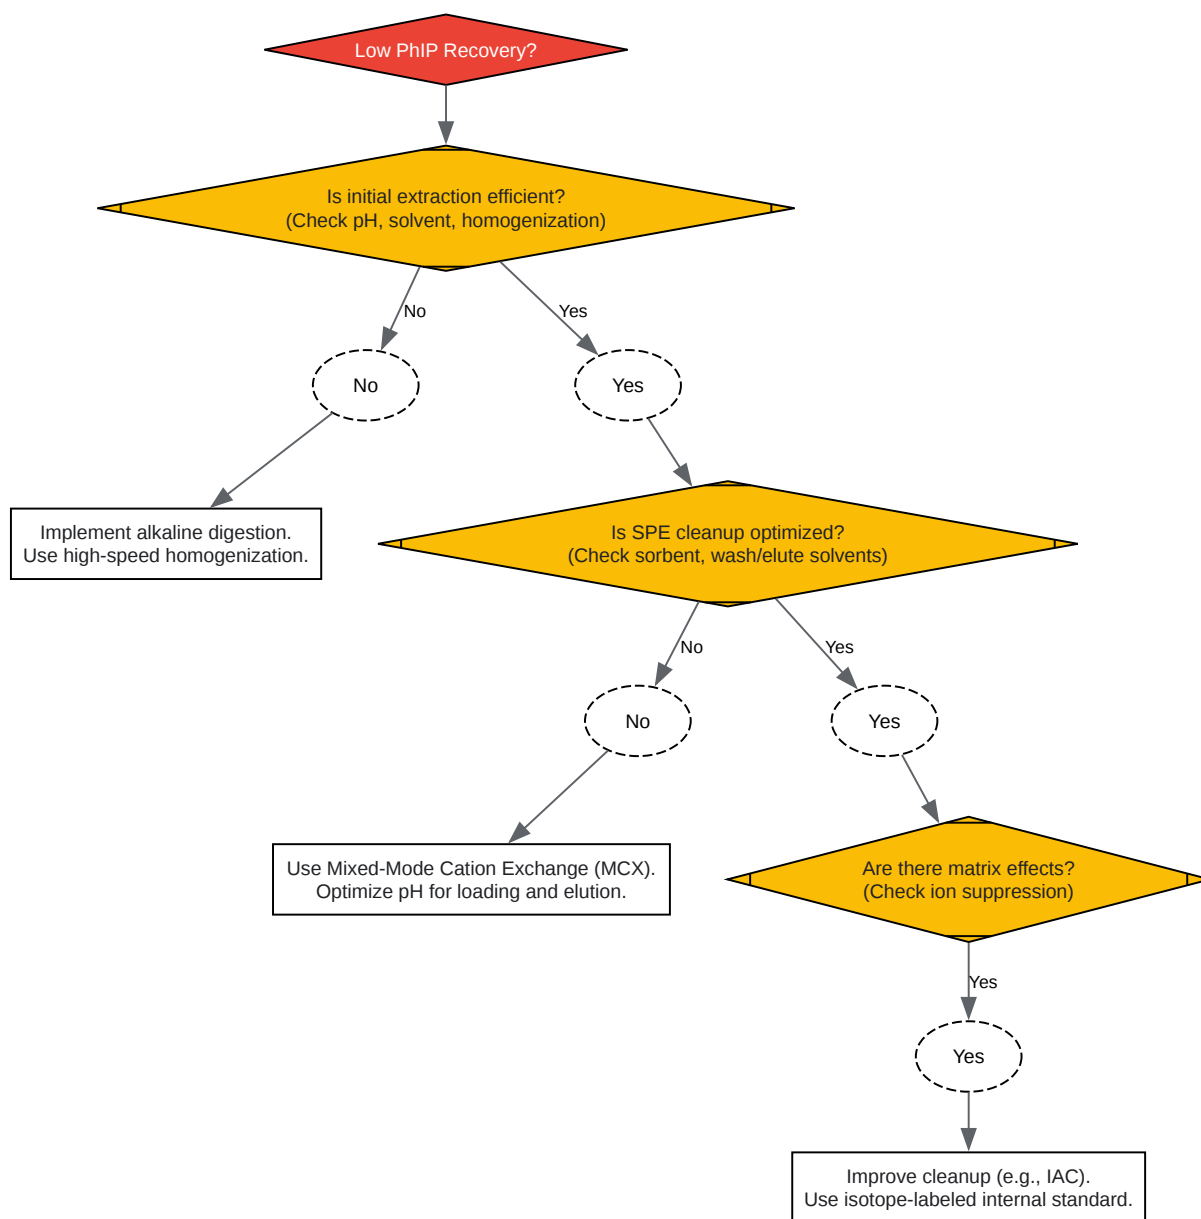 Low PhIP Recovery?
Is initial extraction efficient?
(Check pH, solvent, homogenization)
No
Yes
No
Yes
Implement alkaline digestion.
Use high-speed homogenization.
Is SPE cleanup optimized?
(Check sorbent, wash/elute solvents)
No
Yes
No
Yes
Use Mixed-Mode Cation Exchange (MCX).
Optimize pH for loading and elution.
Are there matrix effects?
(Check ion suppression)
Yes
Yes
Improve cleanup (e.g., IAC).
Use isotope-labeled internal standard.